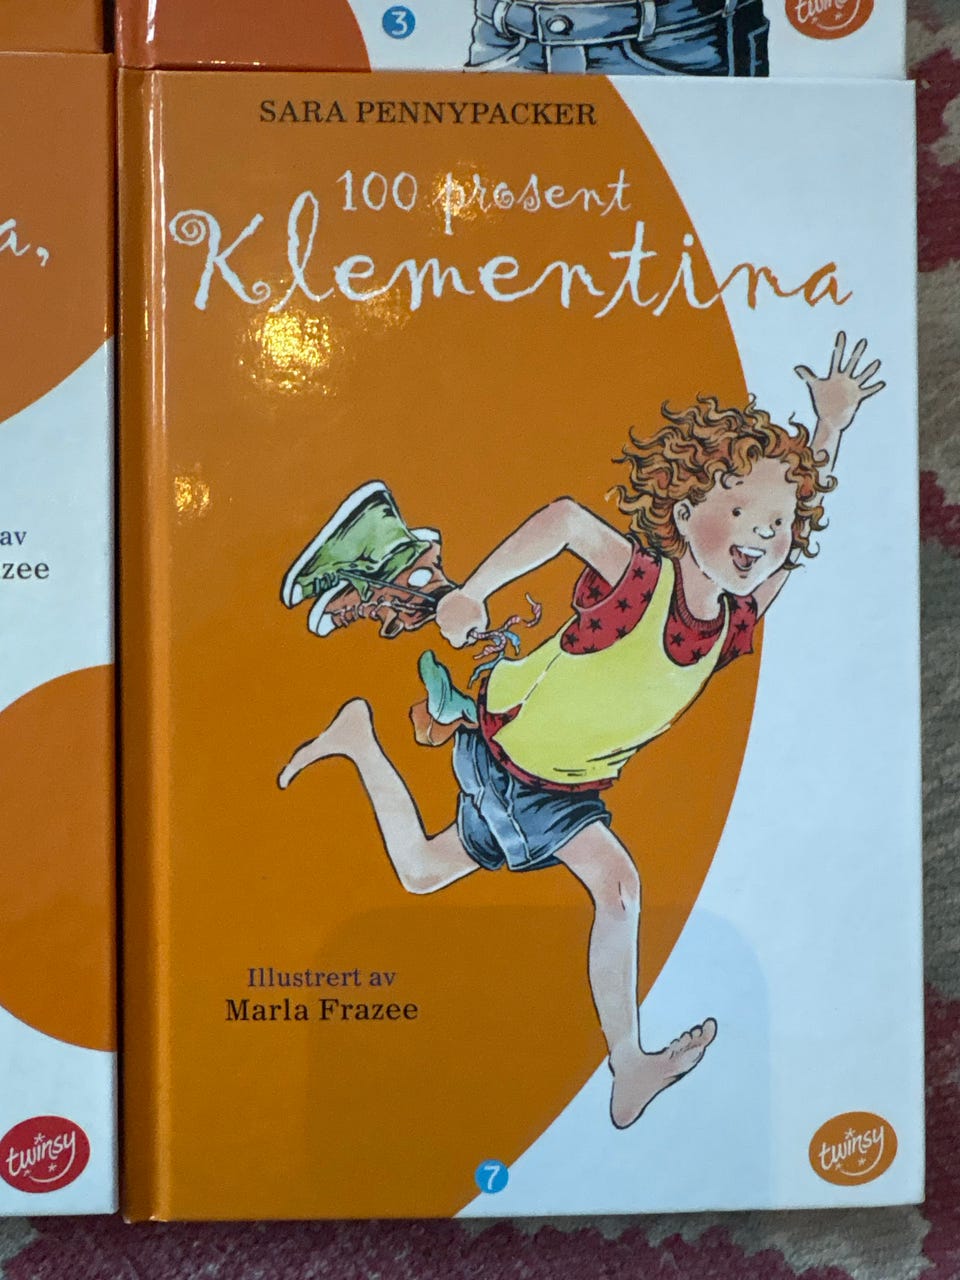 3
twinsy
SARA PENNYPACKER
100 prosent
Klementina
a,
av
zee
Illustrert av
Marla Frazee
twinsy
7
twinsy